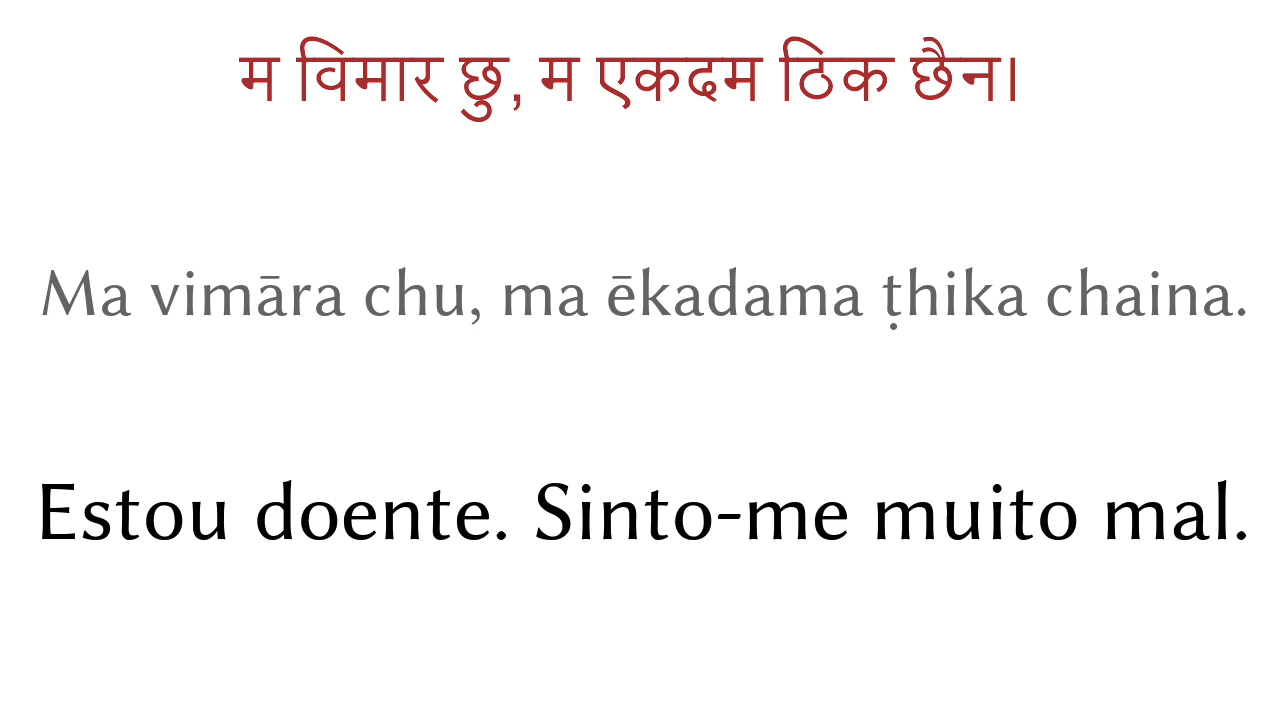 म विमार छु, म एकदम ठिक छैन।
Ma vimāra chu, ma ēkadama ṭhika chaina.
Estou doente. Sinto-me muito mal.